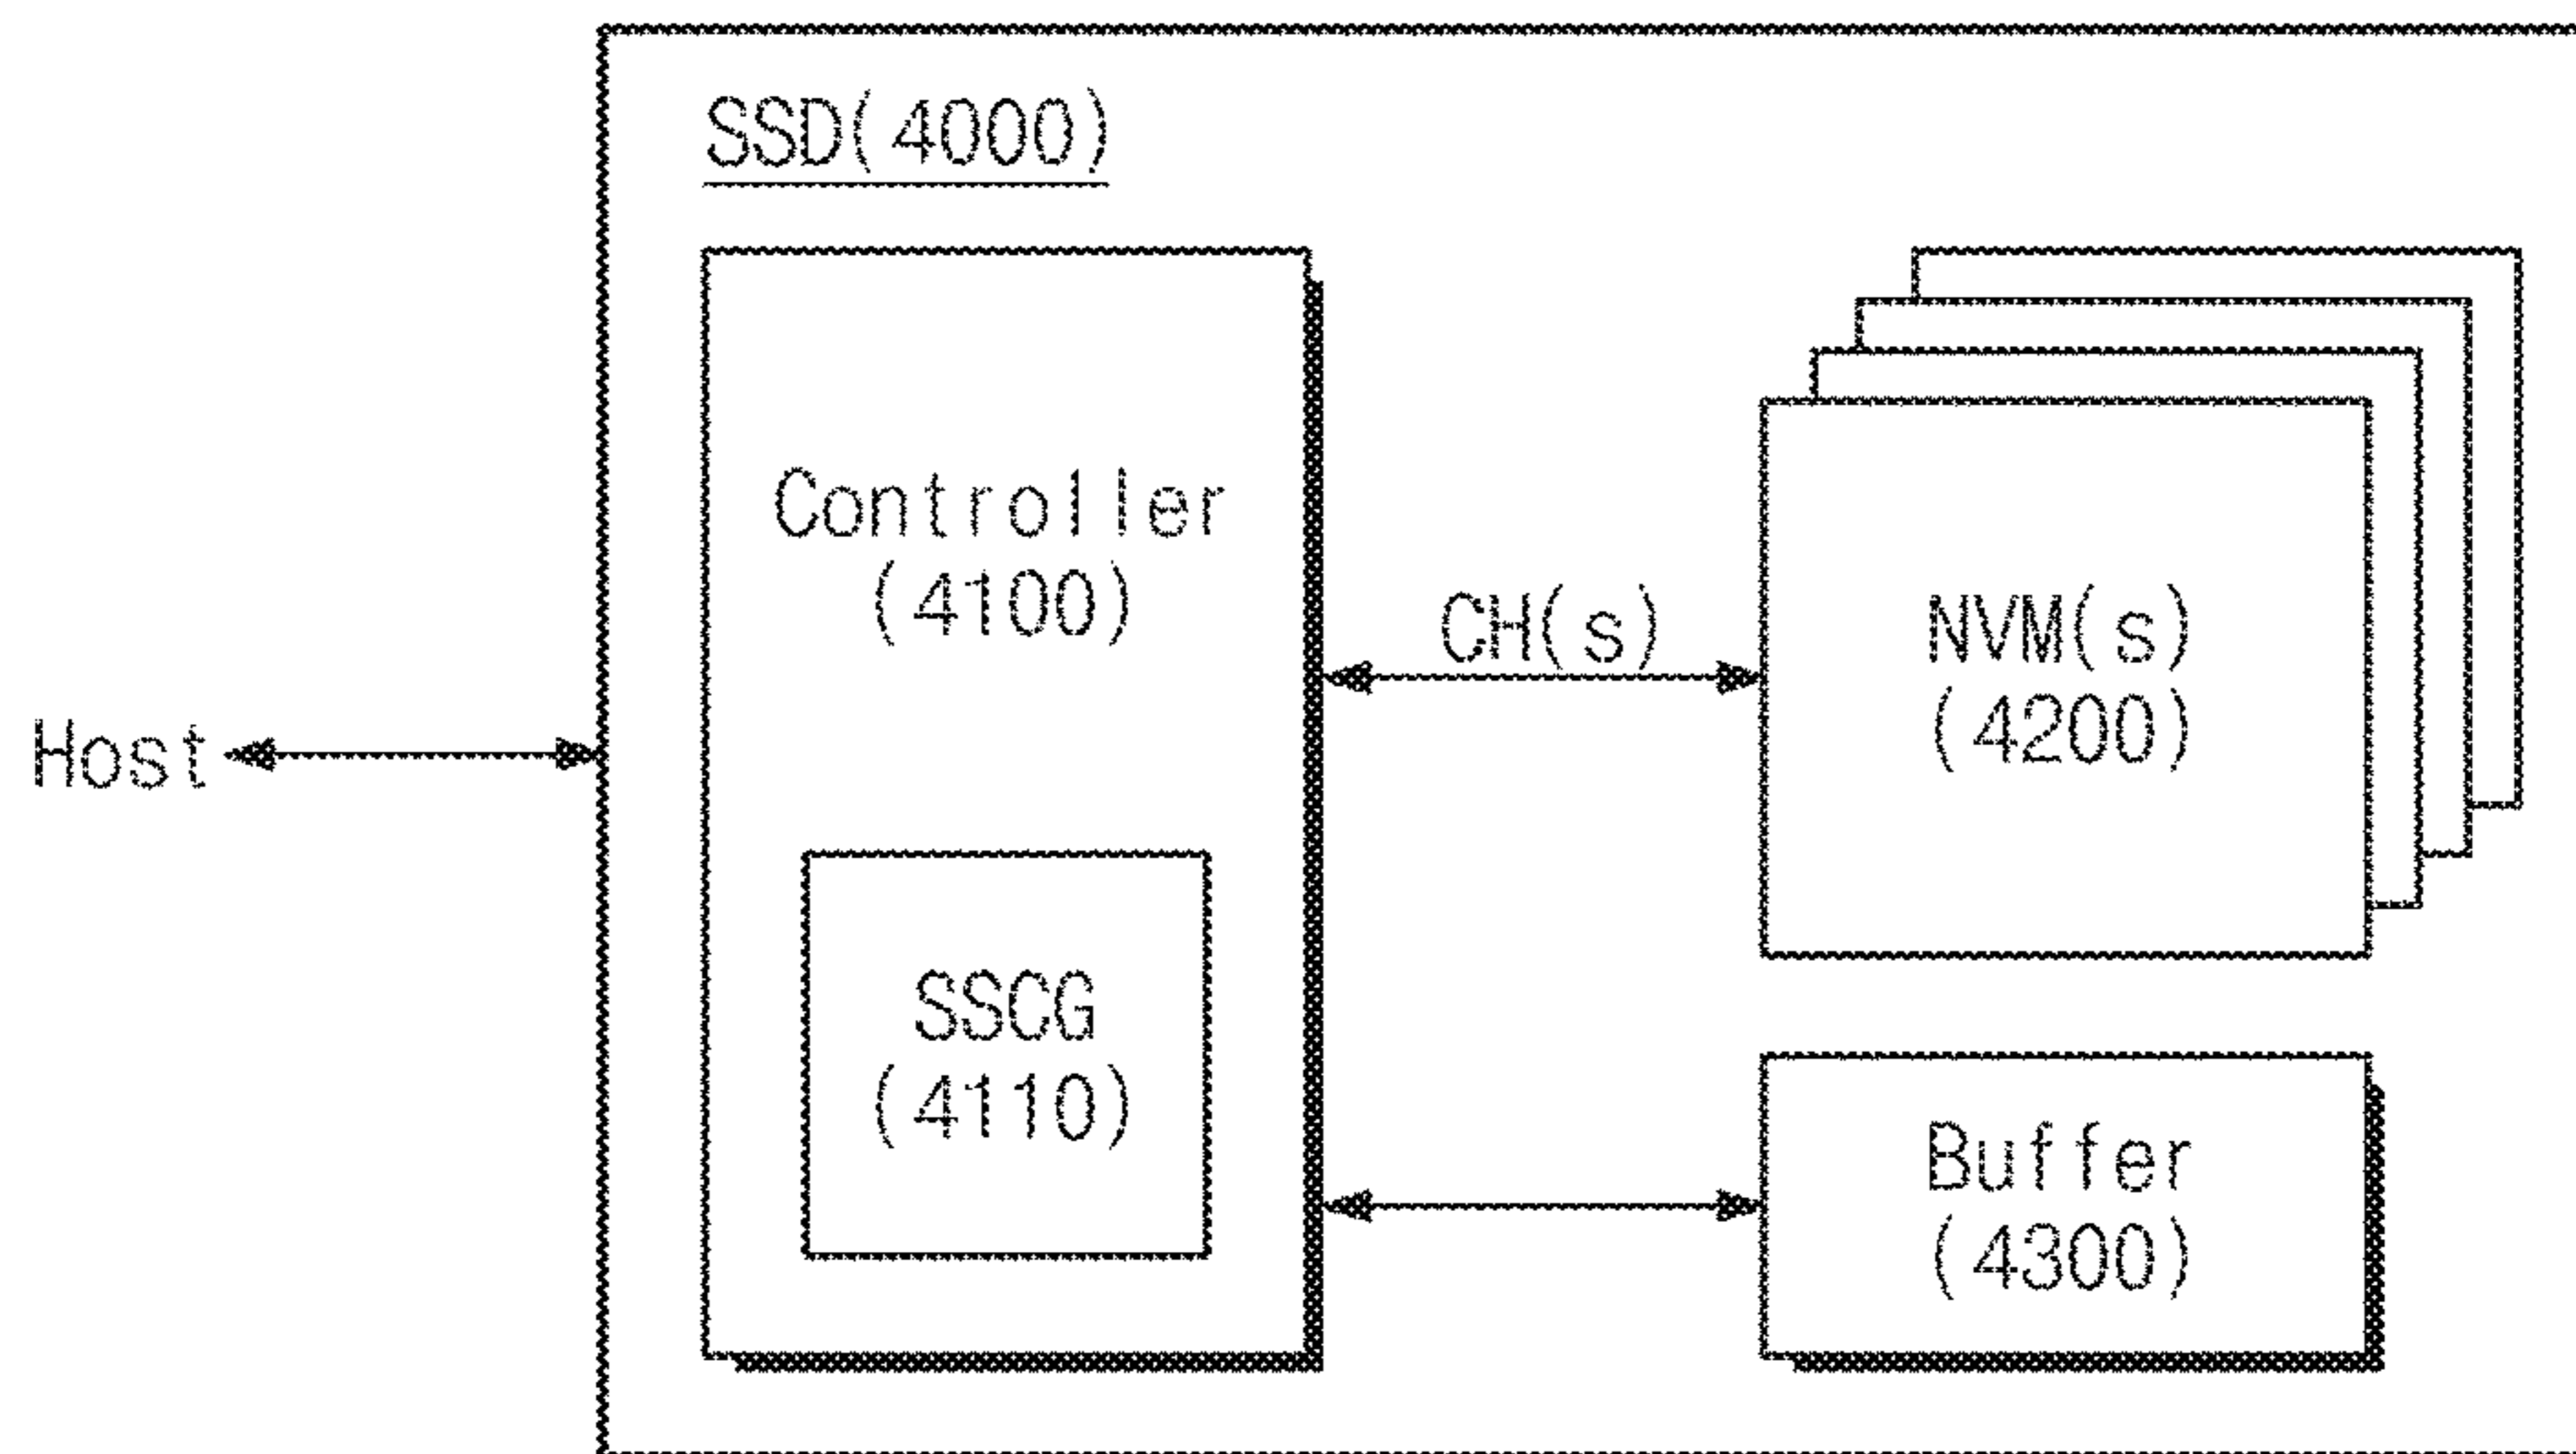 SSD(4000)
Controller
(4100)
CH(s)
NVM(s)
(4200)
Host
SSCG
(4110)
Buffer
(4300)